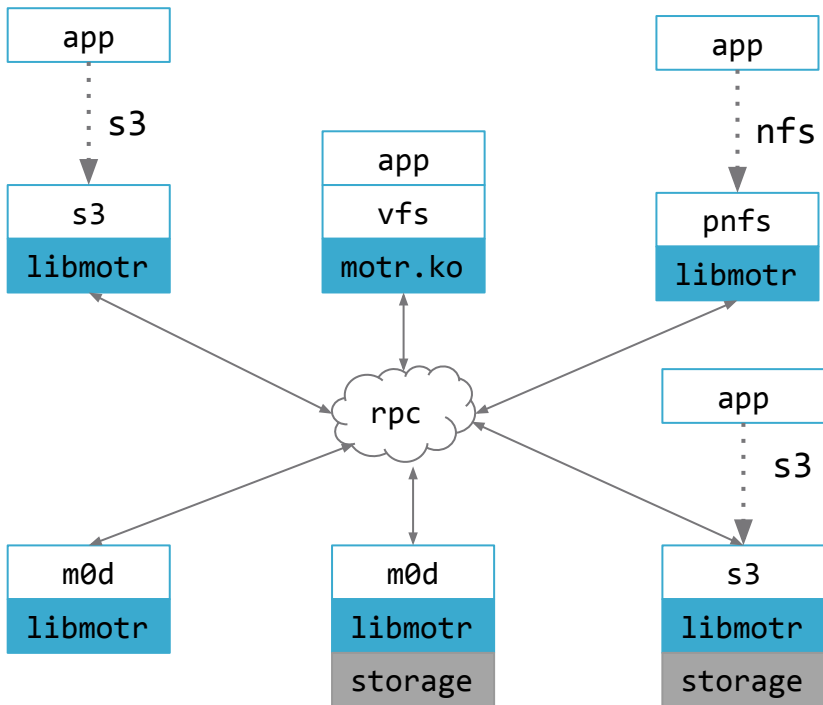 app
s3
s3
libmotr
app
vfs
motr.ko
app
nfs
pnfs
libmotr
rpc
app
s3
m0d
libmotr
m0d
libmotr
storage
s3
libmotr
storage